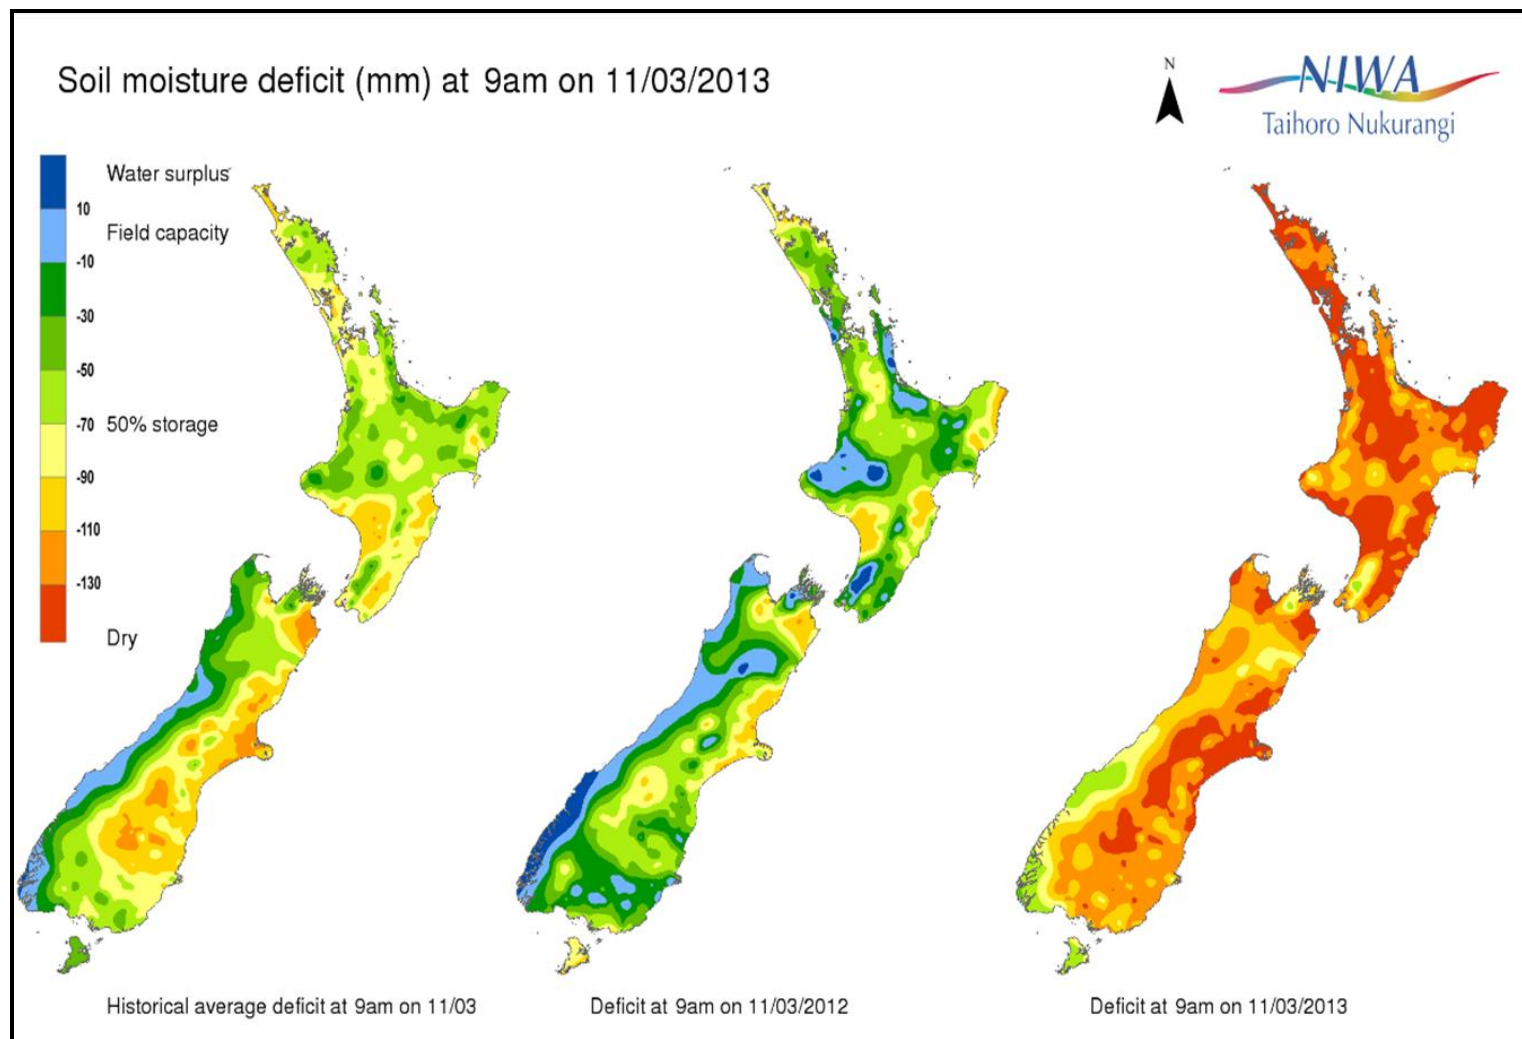 Soil moisture deficit (mm) at 9am on 11/03/2013
N
NIWA
Taihoro Nukurangi
Water surplus
10
Field capacity
-10
-30
-50
-70 50% storage
-90
-110
-130
Dry
Historical average deficit at 9am on 11/03
Deficit at 9am on 11/03/2012
Deficit at 9am on 11/03/2013